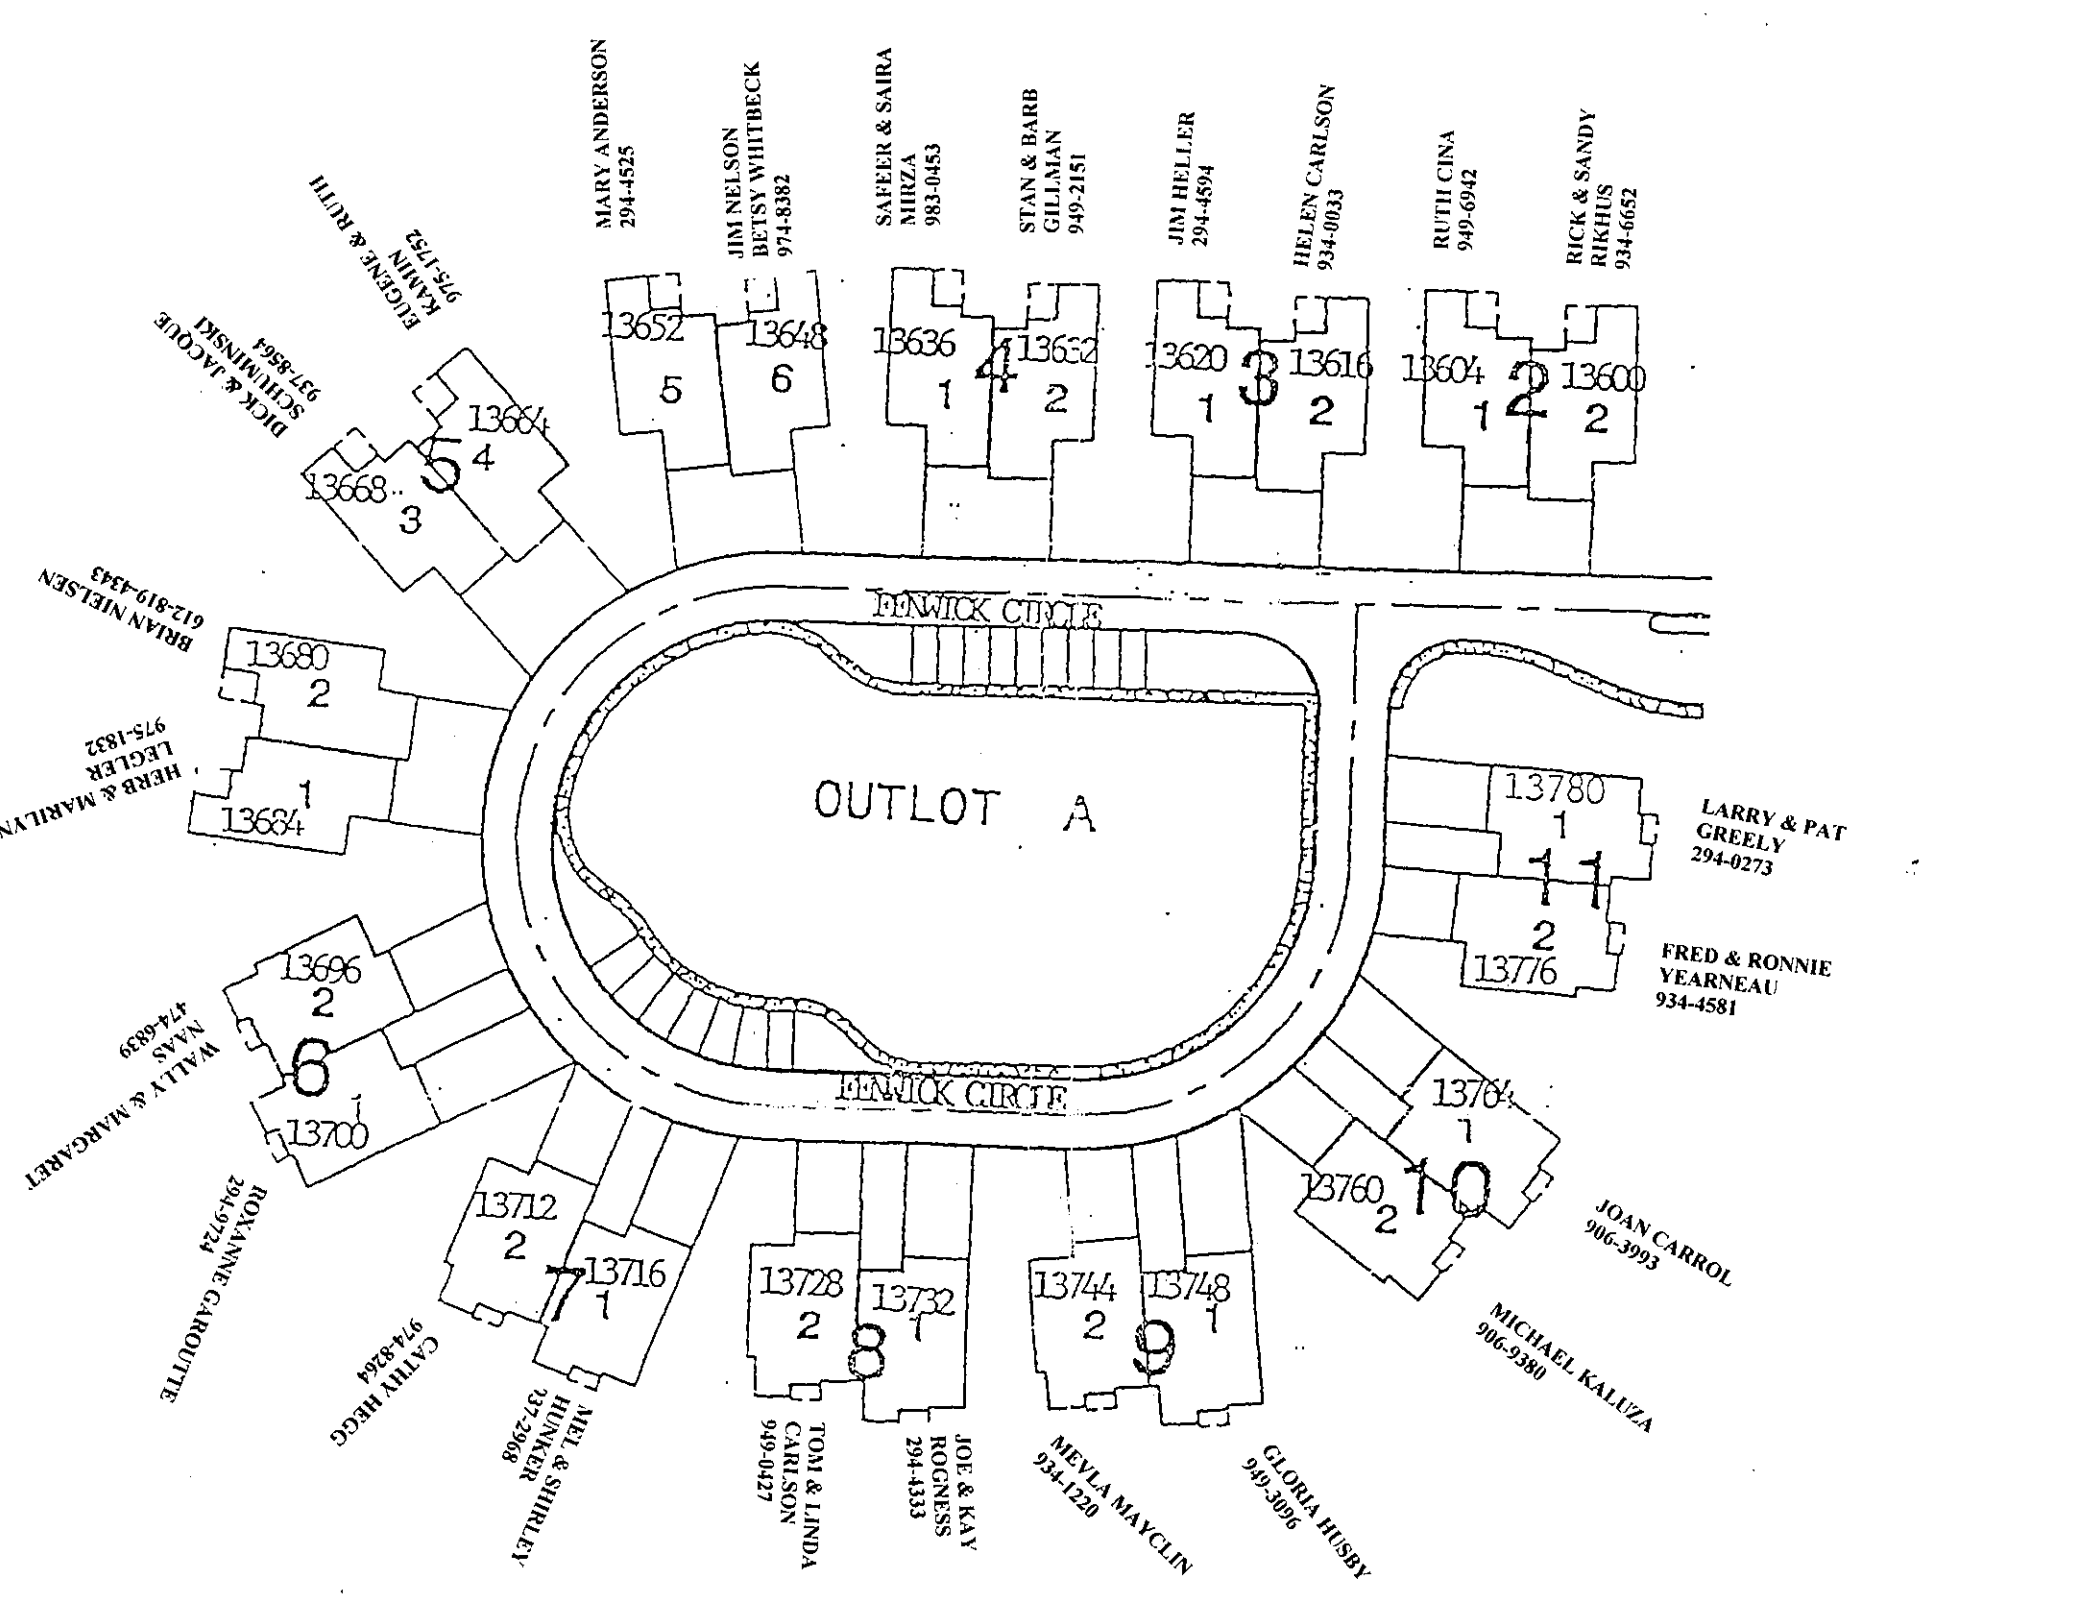 MARY ANDERSON
294-4525
JIM NELSON
BETSY WHITBECK
974-8382
SAFEER & SAIRA
MIRZA
983-0453
STAN & BARB
GILLMAN
949-2151
JIM HELLER
294-4594
HELEN CARLSON
934-0033
RUTH CINA
949-6942
RICK & SANDY
RIKHUS
934-6652
EUGENE & RUTH
KAMIN
975-1752
DICK & JACQUE
SCHUMINSKI
937-8564
BRIAN NIELSEN
612-819-4343
HERB & MARILYN
LEGLER
975-1832
WALLY & MARGARET
NAAS
474-6839
ROXANNE GAROUTTE
294-9724
CATHY HEGG
974-8264
MEL & SHIRLEY
HUNKER
937-2968
TOM & LINDA
CARLSON
949-0427
JOE & KAY
ROGNESS
294-4333
MEVLA MAYCLIN
934-1220
GLORIA HUSBY
949-3096
MICHAEL KALUZA
906-9380
JOAN CARROL
906-3993
FRED & RONNIE
YEARNEAU
934-4581
LARRY & PAT
GREELY
294-0273
13652
5
13648
6
13636
1
4
13632
2
13620
1
3
13616
2
13604
1
2
13600
2
13664
4
5
13668
3
13680
2
1
13684
13696
2
6
1
13700
13712
2
7
13716
1
13728
2
8
13732
1
13744
2
9
13748
1
13760
2
10
13764
1
13780
1
11
2
13776
FENWICK CIRCLE
OUTLOT A
FENWICK CIRCLE